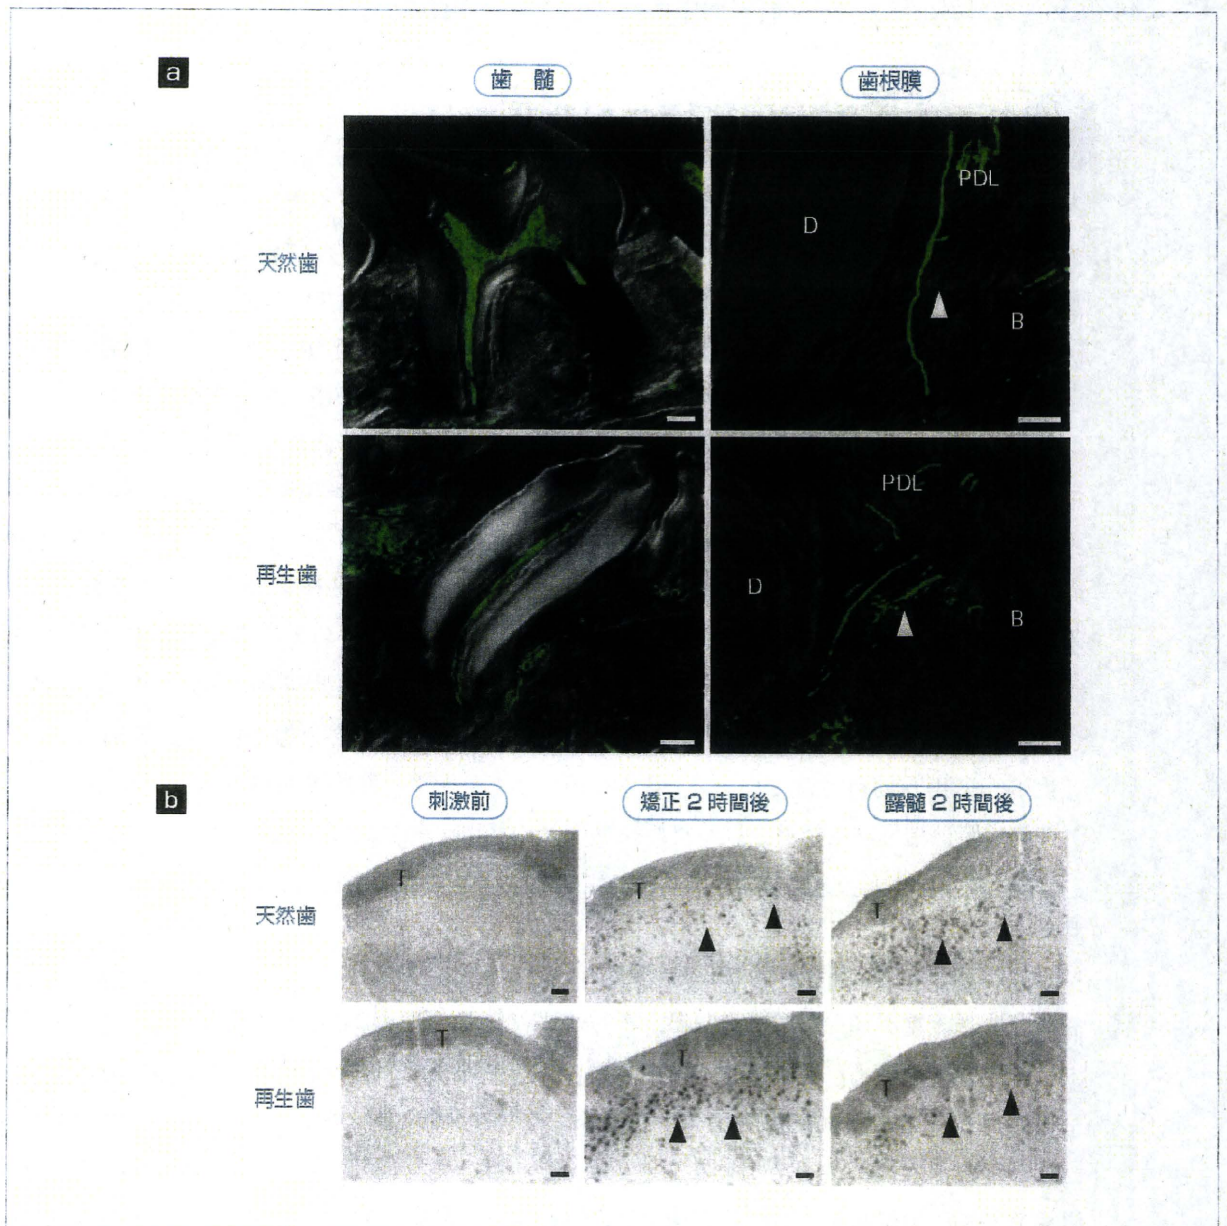 a
歯 髄 歯根膜
天然歯
D PDL B
再生歯
D PDL B
b
刺激前 矯正2時間後 露髄2時間後
天然歯
T T T
再生歯
T T T